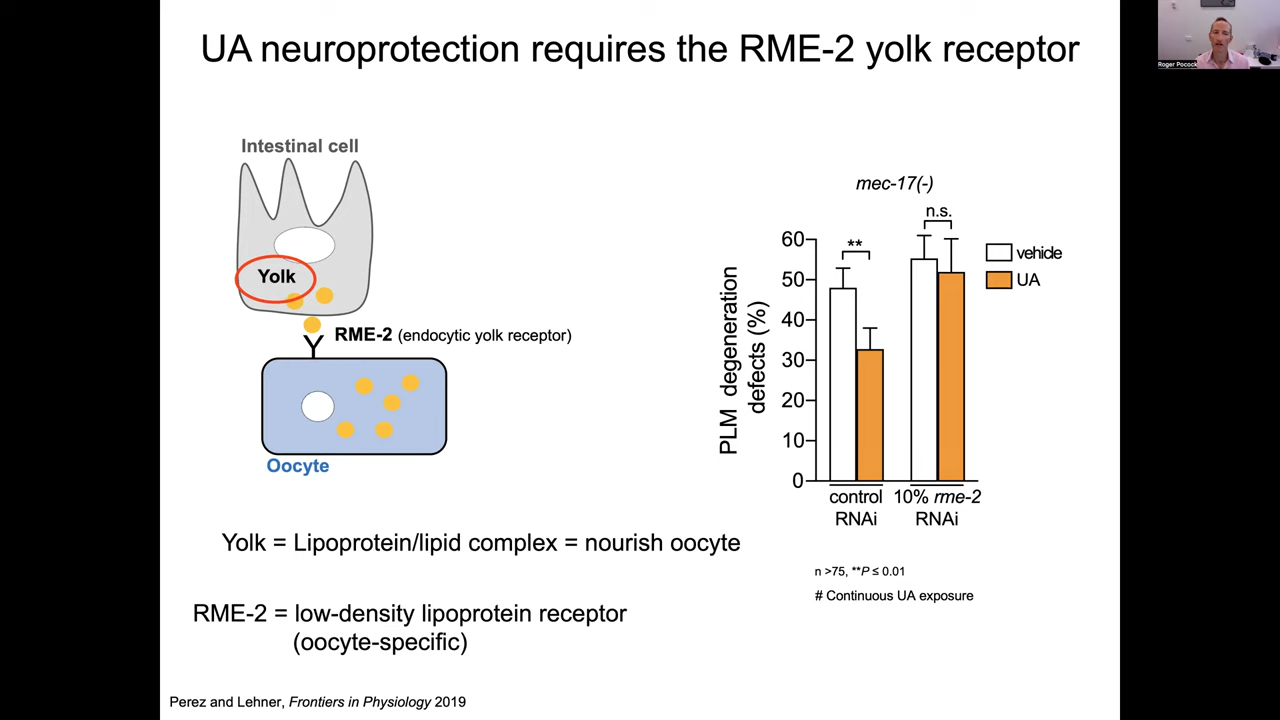 UA neuroprotection requires the RME-2 yolk receptor
Roger Pocock
Intestinal cell
Yolk
RME-2 (endocytic yolk receptor)
Oocyte
mec-17(-)
n.s.
**
vehide
UA
60
50
40
30
20
10
0
PLM degeneration
defects (%)
control
RNAi
10% rme-2
RNAi
n >75, **P ≤ 0.01
# Continuous UA exposure
Yolk = Lipoprotein/lipid complex = nourish oocyte
RME-2 = low-density lipoprotein receptor
(oocyte-specific)
Perez and Lehner, Frontiers in Physiology 2019